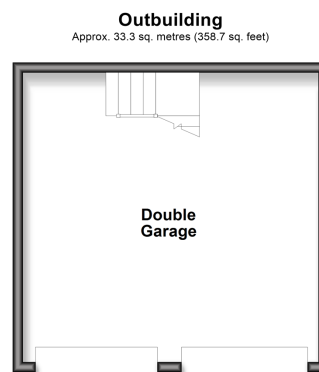 Outbuilding
Approx. 33.3 sq. metres (358.7 sq. feet)
Double
Garage